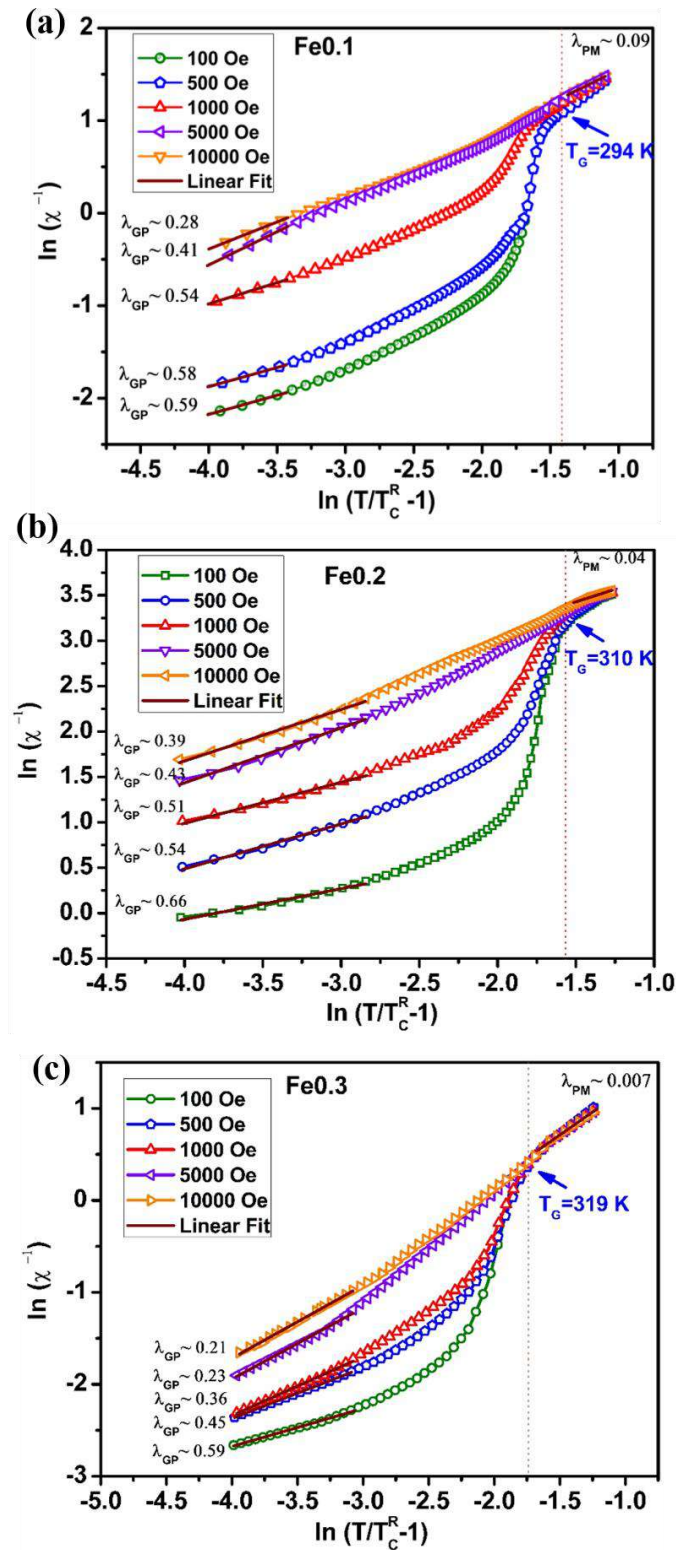 (a)
Fe0.1
λPM~ 0.09
100 Oe
500 Oe
1000 Oe
5000 Oe
10000 Oe
Linear Fit
TG=294 K
λGP~ 0.28
λGP~ 0.41
λGP~ 0.54
λGP~ 0.58
λGP~ 0.59
ln (χ⁻¹)
2
1
0
-1
-2
-4.5 -4.0 -3.5 -3.0 -2.5 -2.0 -1.5 -1.0
ln (T/T_C^R-1)
(b)
Fe0.2
λPM~ 0.04
100 Oe
500 Oe
1000 Oe
5000 Oe
10000 Oe
Linear Fit
TG=310 K
λGP~ 0.39
λGP~ 0.43
λGP~ 0.51
λGP~ 0.54
λGP~ 0.66
ln (χ⁻¹)
4.0
3.5
3.0
2.5
2.0
1.5
1.0
0.5
0.0
-0.5
-4.5 -4.0 -3.5 -3.0 -2.5 -2.0 -1.5 -1.0
ln (T/T_C^R-1)
(c)
Fe0.3
λPM~ 0.007
100 Oe
500 Oe
1000 Oe
5000 Oe
10000 Oe
Linear Fit
TG=319 K
λGP~ 0.21
λGP~ 0.23
λGP~ 0.36
λGP~ 0.45
λGP~ 0.59
ln (χ⁻¹)
1
0
-1
-2
-3
-5.0 -4.5 -4.0 -3.5 -3.0 -2.5 -2.0 -1.5 -1.0
ln (T/T_C^R-1)